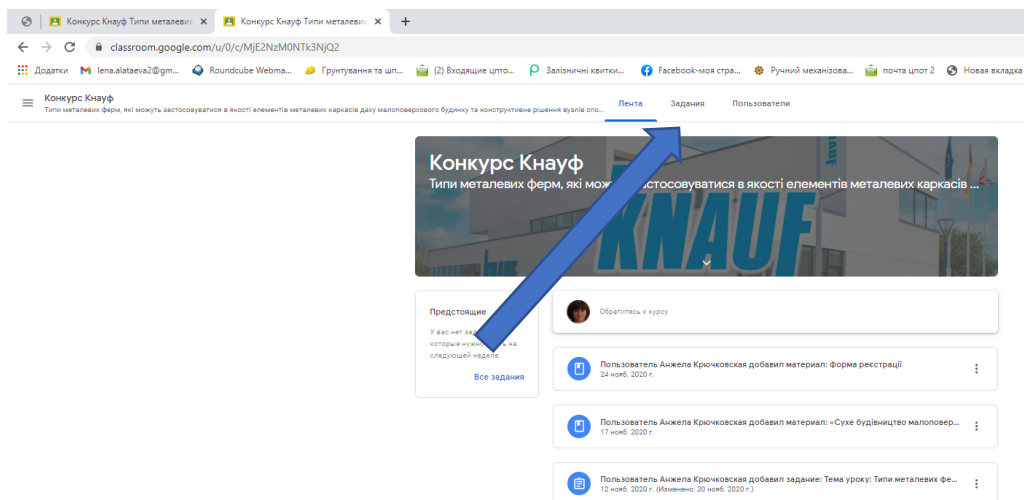 Конкурс Кнауф Типи металевих
Конкурс Кнауф Типи металевих
classroom.google.com/u/0/c/MjE2NzM0NTk3NjQ2
Додатки
lena.alataeva2@gm...
Roundcube Webma...
Ґрунтування та шп...
(2) Входящие цпто...
Залізничні квитки...
Facebook-моя стра...
Ручний механізова...
почта цпот 2
Новая вкладка
Конкурс Кнауф
Типи металевих ферм, які можуть застосовуватися в якості елементів металевих каркасів даху малоповерхового будинку та конструктивне рішення вузлів спо...
Лента
Задания
Пользователи
Конкурс Кнауф
Типи металевих ферм, які мож стосовуватися в якості елементів металевих каркасів ...
KNAUF
Предстоящие
У вас нет за
которые нужно ть на
следующей неделе.
Все задания
Обратитесь к курсу
Пользователь Анжела Крючковская добавил материал: Форма реєстрації
24 нояб. 2020 г.
Пользователь Анжела Крючковская добавил материал: «Сухе будівництво малоповер...
17 нояб. 2020 г.
Пользователь Анжела Крючковская добавил задание: Тема уроку: Типи металевих фе...
12 нояб. 2020 г. (Изменено: 20 нояб. 2020 г.)